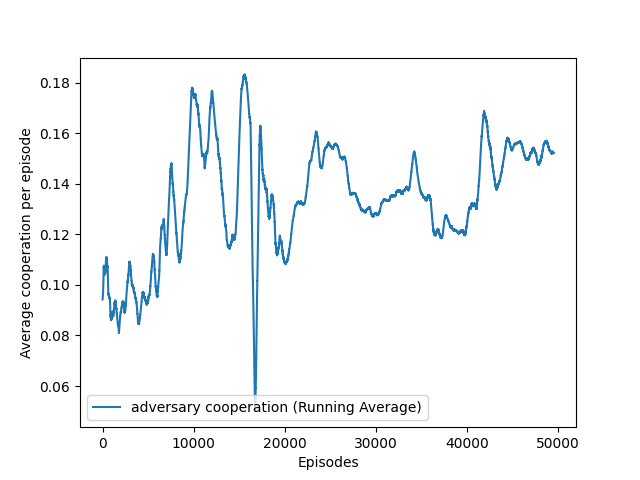 0.18
0.16
0.14
0.12
0.10
0.08
0.06
Average cooperation per episode
adversary cooperation (Running Average)
0 10000 20000 30000 40000 50000
Episodes